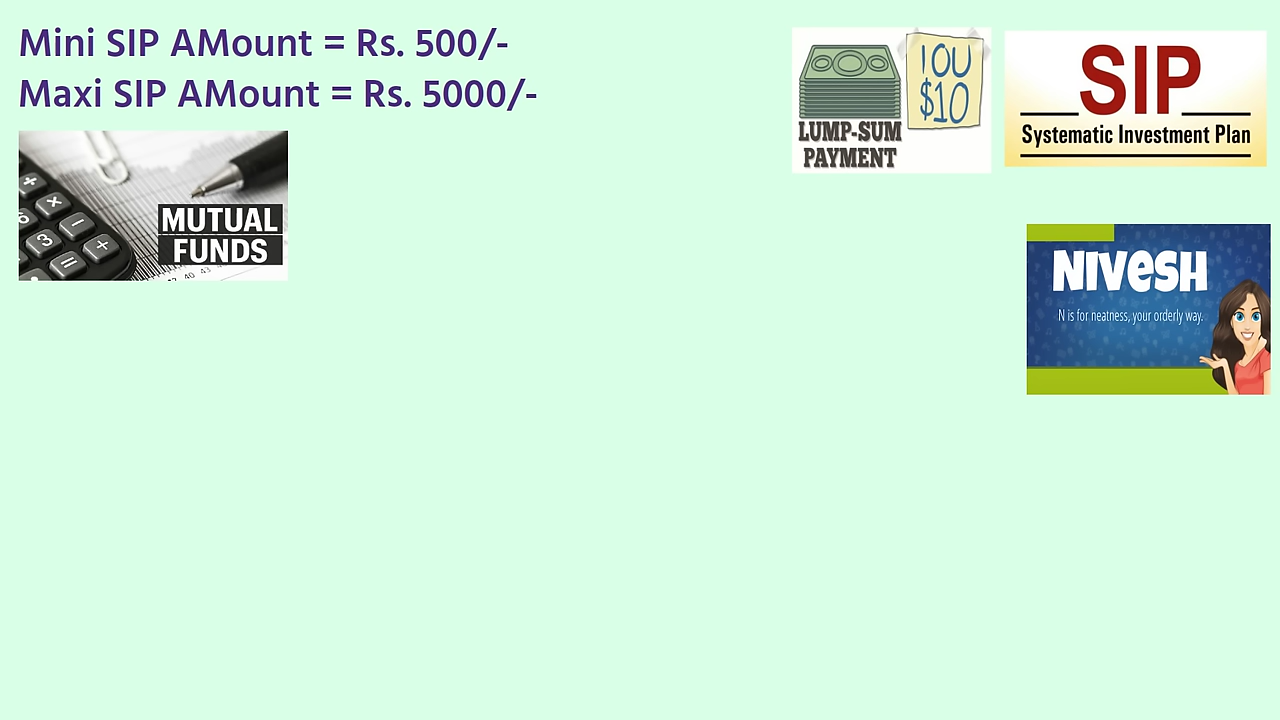 Mini SIP AMount = Rs. 500/-
Maxi SIP AMount = Rs. 5000/-
MUTUAL
FUNDS
IOU
$10
LUMP-SUM
PAYMENT
SIP
Systematic Investment Plan
NIVESH
N is for neatness, your orderly way.